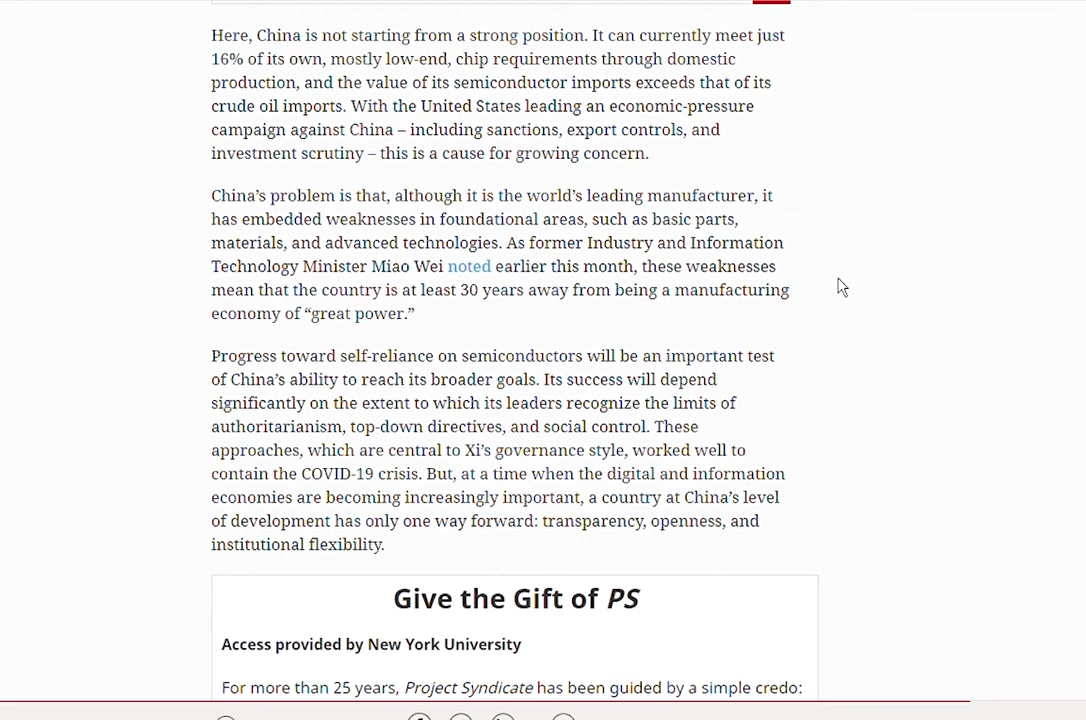 Here, China is not starting from a strong position. It can currently meet just
16% of its own, mostly low-end, chip requirements through domestic
production, and the value of its semiconductor imports exceeds that of its
crude oil imports. With the United States leading an economic-pressure
campaign against China – including sanctions, export controls, and
investment scrutiny – this is a cause for growing concern.
China’s problem is that, although it is the world’s leading manufacturer, it
has embedded weaknesses in foundational areas, such as basic parts,
materials, and advanced technologies. As former Industry and Information
Technology Minister Miao Wei noted earlier this month, these weaknesses
mean that the country is at least 30 years away from being a manufacturing
economy of “great power.”
Progress toward self-reliance on semiconductors will be an important test
of China’s ability to reach its broader goals. Its success will depend
significantly on the extent to which its leaders recognize the limits of
authoritarianism, top-down directives, and social control. These
approaches, which are central to Xi’s governance style, worked well to
contain the COVID-19 crisis. But, at a time when the digital and information
economies are becoming increasingly important, a country at China’s level
of development has only one way forward: transparency, openness, and
institutional flexibility.
Give the Gift of PS
Access provided by New York University
For more than 25 years, Project Syndicate has been guided by a simple credo: